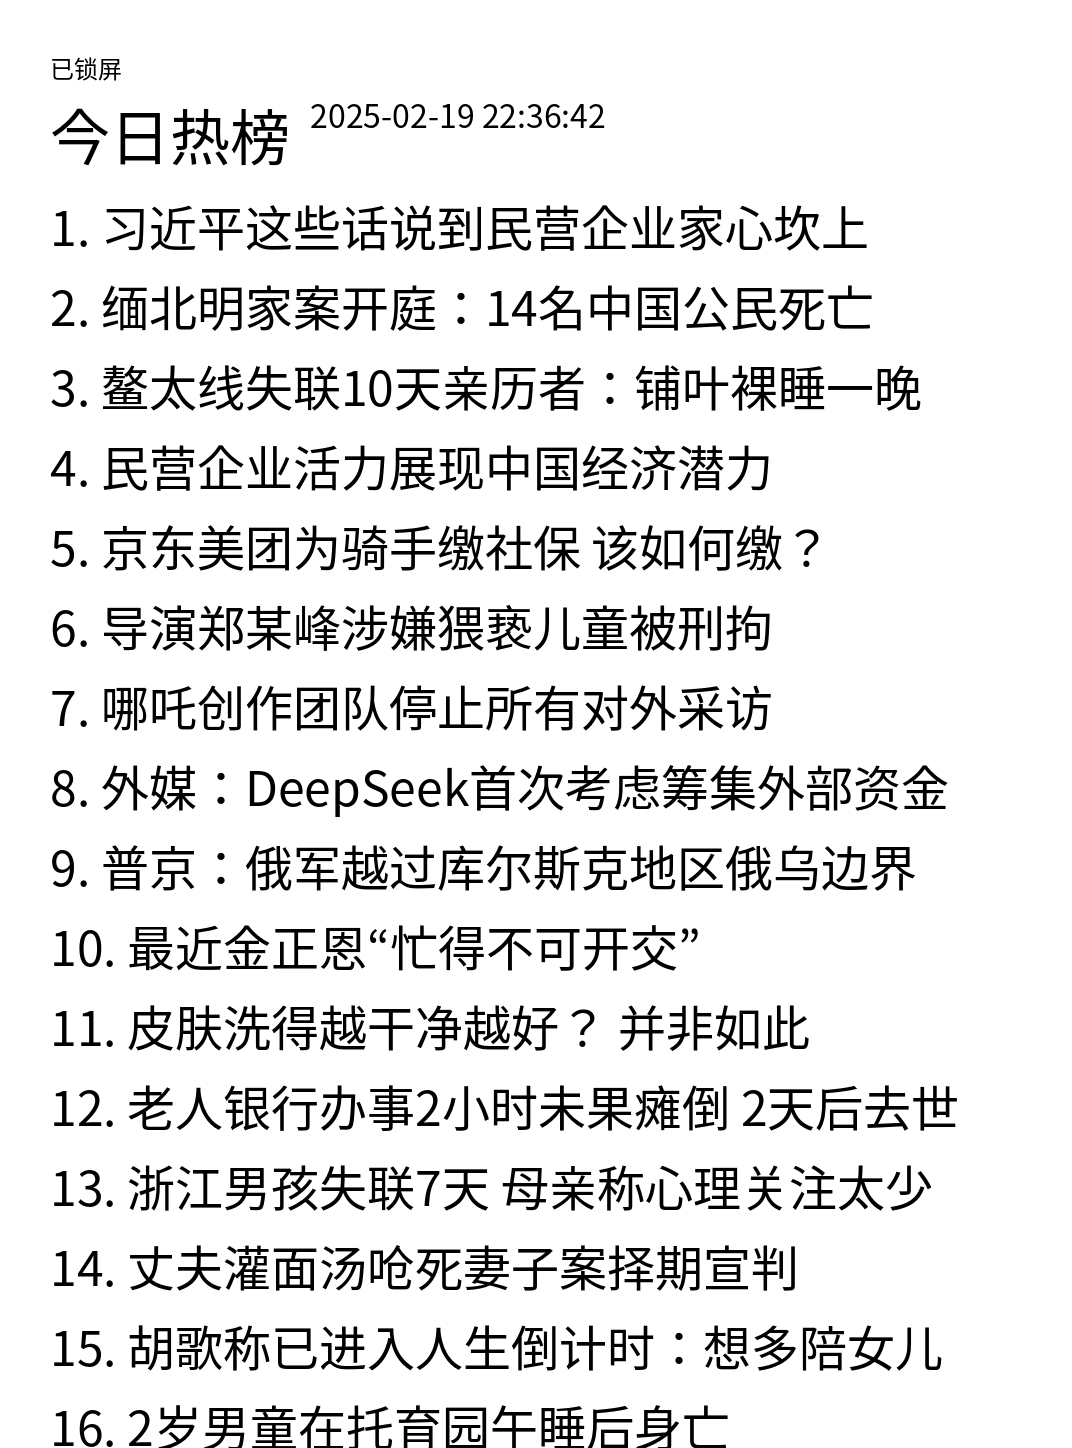 已锁屏
今日热榜 2025-02-19 22:36:42
1. 习近平这些话说到民营企业家心坎上
2. 缅北明家案开庭：14名中国公民死亡
3. 鳌太线失联10天亲历者：铺叶裸睡一晚
4. 民营企业活力展现中国经济潜力
5. 京东美团为骑手缴社保 该如何缴？
6. 导演郑某峰涉嫌猥亵儿童被刑拘
7. 哪吒创作团队停止所有对外采访
8. 外媒：DeepSeek首次考虑筹集外部资金
9. 普京：俄军越过库尔斯克地区俄乌边界
10. 最近金正恩“忙得不可开交”
11. 皮肤洗得越干净越好？ 并非如此
12. 老人银行办事2小时未果瘫倒 2天后去世
13. 浙江男孩失联7天 母亲称心理关注太少
14. 丈夫灌面汤呛死妻子案择期宣判
15. 胡歌称已进入人生倒计时：想多陪女儿
16. 2岁男童在托育园午睡后身亡